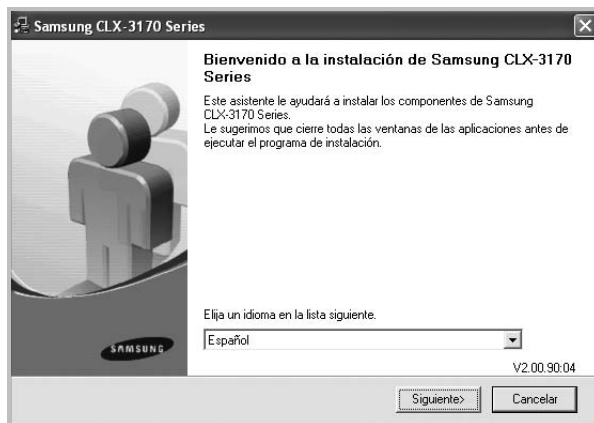 Samsung CLX-3170 Series
Bienvenido a la instalación de Samsung CLX-3170
Series
Este asistente le ayudará a instalar los componentes de Samsung
CLX-3170 Series.
Le sugerimos que cierre todas las ventanas de las aplicaciones antes de
ejecutar el programa de instalación.
Elija un idioma en la lista siguiente.
Español
SAMSUNG
V2.00.90:04
Siguiente>
Cancelar